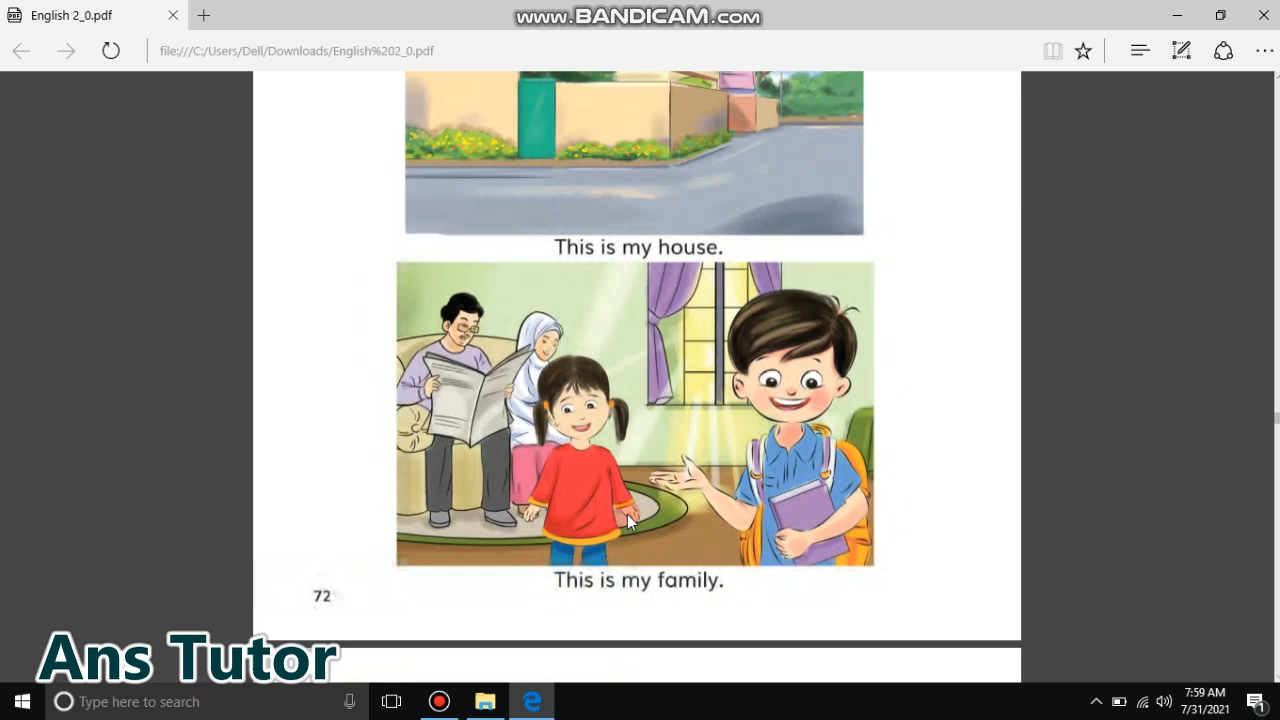 English 2_0.pdf
www.BANDICAM.com
file:///C:/Users/Dell/Downloads/English%202_0.pdf
This is my house.
This is my family.
72
Ans Tutor
Type here to search
7:59 AM
7/31/2021
1